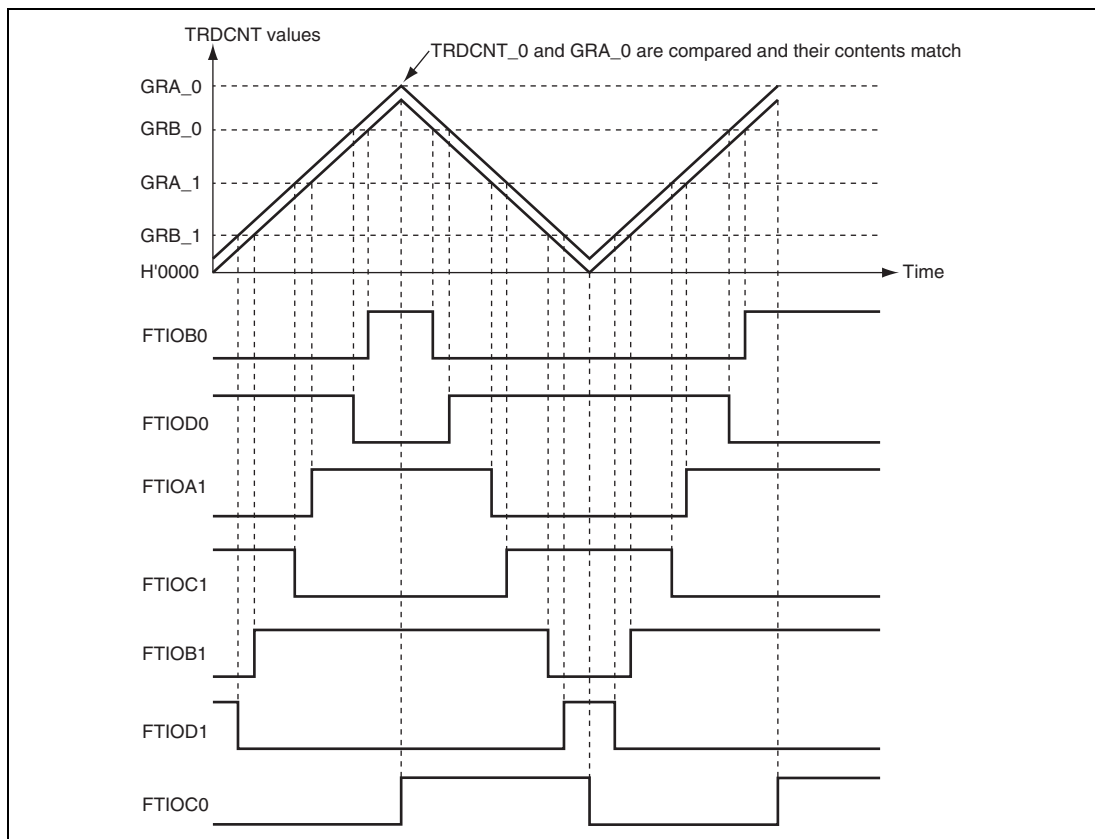 TRDCNT values
TRDCNT_0 and GRA_0 are compared and their contents match
GRA_0
GRB_0
GRA_1
GRB_1
H'0000
Time
FTIOB0
FTIOD0
FTIOA1
FTIOC1
FTIOB1
FTIOD1
FTIOC0